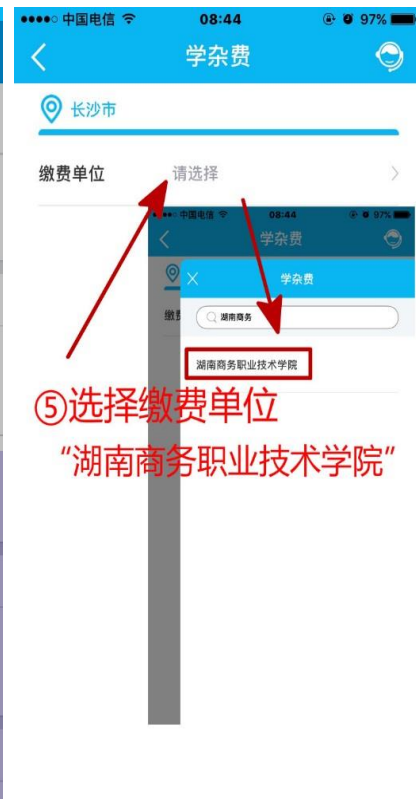 中国电信 08:44 97%
学杂费
长沙市
缴费单位 请选择
中国电信 08:44 97%
学杂费
缴费
学杂费
湖南商务
湖南商务职业技术学院
⑤选择缴费单位
“湖南商务职业技术学院”